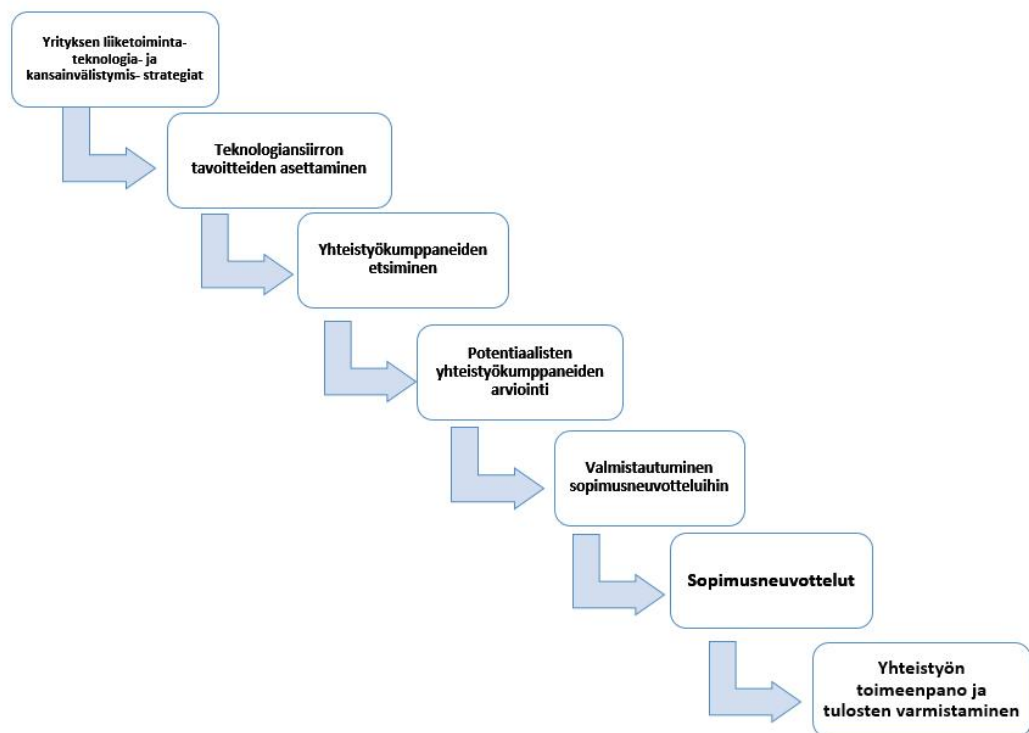 Yrityksen liiketoiminta-
teknologia- ja
kansainvälistymis- strategiat
Teknologiansiirron
tavoitteiden asettaminen
Yhteistyökumppaneiden
etsiminen
Potentiaalisten
yhteistyökumppaneiden
arviointi
Valmistautuminen
sopimusneuvotteluihin
Sopimusneuvottelut
Yhteistyön
toimeenpano ja
tulosten varmistaminen